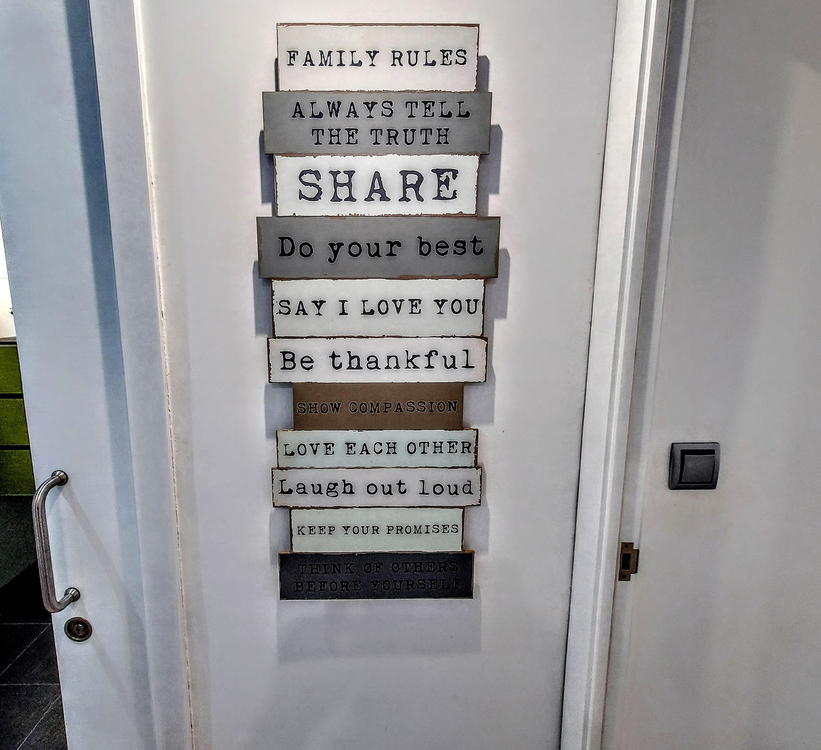 FAMILY RULES
ALWAYS TELL
THE TRUTH
SHARE
Do your best
SAY I LOVE YOU
Be thankful
SHOW COMPASSION
LOVE EACH OTHER
Laugh out loud
KEEP YOUR PROMISES
THINK OF OTHERS
BEFORE YOURSELF